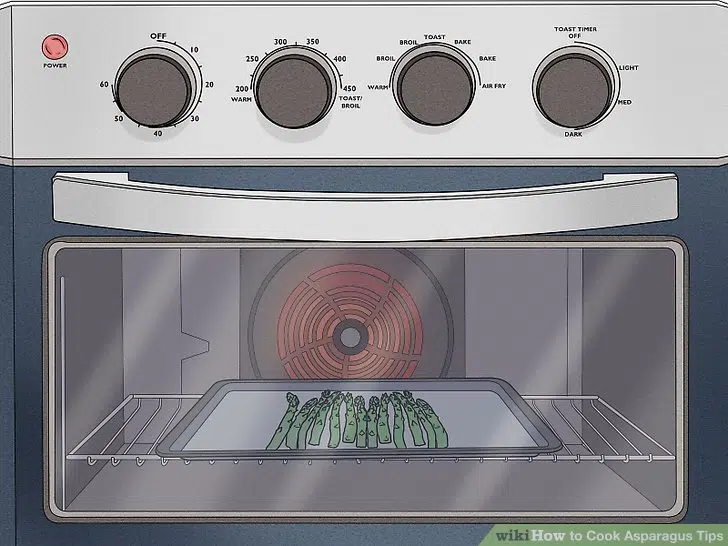 POWER
OFF
10
20
30
40
50
60
WARM
200
250
300
350
400
450
TOAST/
BROIL
WARM
BROIL
BROIL
TOAST
BAKE
BAKE
AIR FRY
TOAST TIMER
OFF
LIGHT
MED
DARK
wikiHow to Cook Asparagus Tips